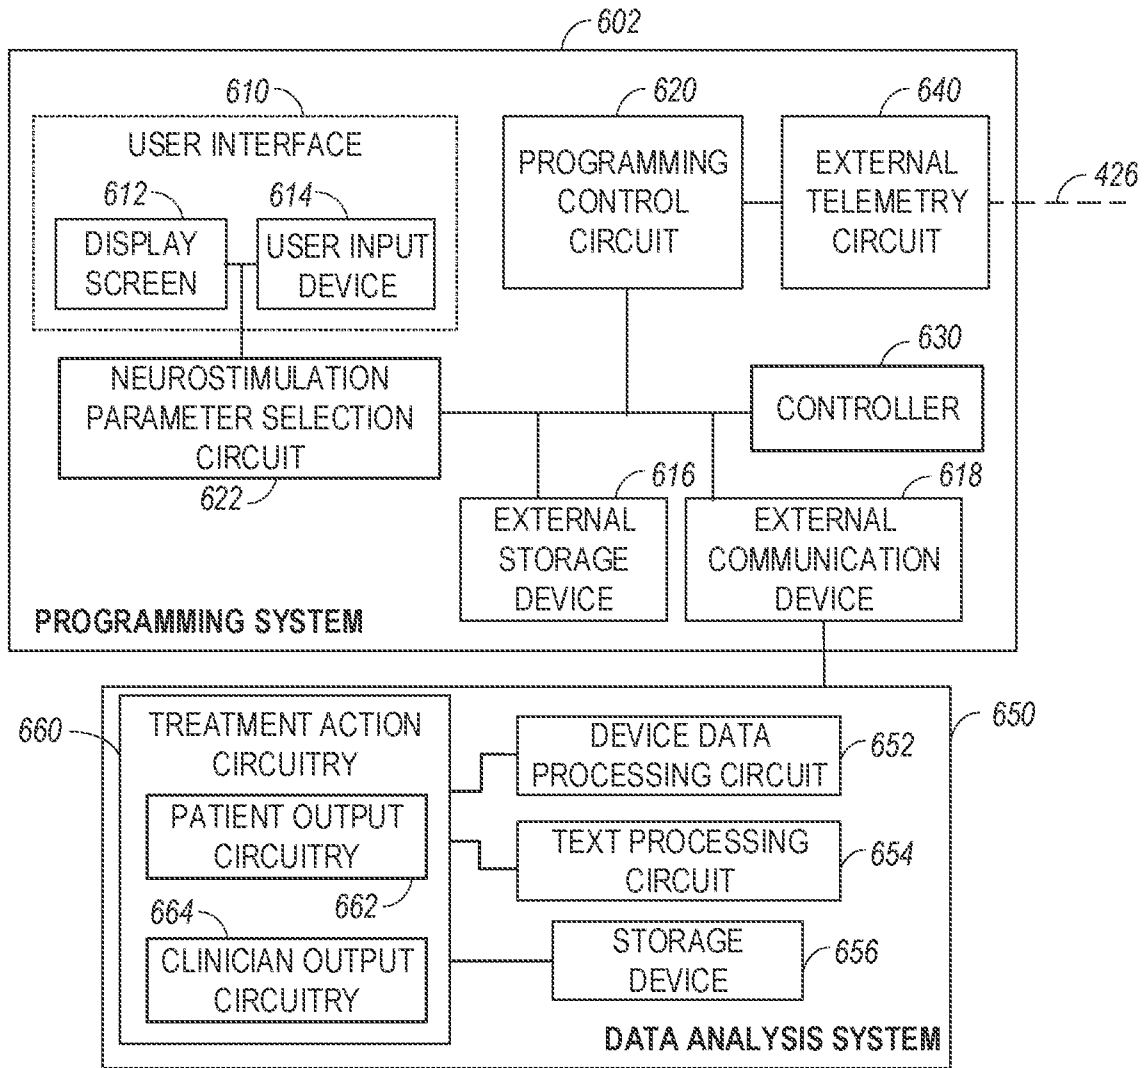 602
610
USER INTERFACE
612
DISPLAY
SCREEN
614
USER INPUT
DEVICE
620
PROGRAMMING
CONTROL
CIRCUIT
640
EXTERNAL
TELEMETRY
CIRCUIT
426
NEUROSTIMULATION
PARAMETER SELECTION
CIRCUIT
622
630
CONTROLLER
616
EXTERNAL
STORAGE
DEVICE
618
EXTERNAL
COMMUNICATION
DEVICE
PROGRAMMING SYSTEM
650
660
TREATMENT ACTION
CIRCUITRY
PATIENT OUTPUT
CIRCUITRY
662
664
CLINICIAN OUTPUT
CIRCUITRY
DEVICE DATA
PROCESSING CIRCUIT
652
TEXT PROCESSING
CIRCUIT
654
STORAGE
DEVICE
656
DATA ANALYSIS SYSTEM